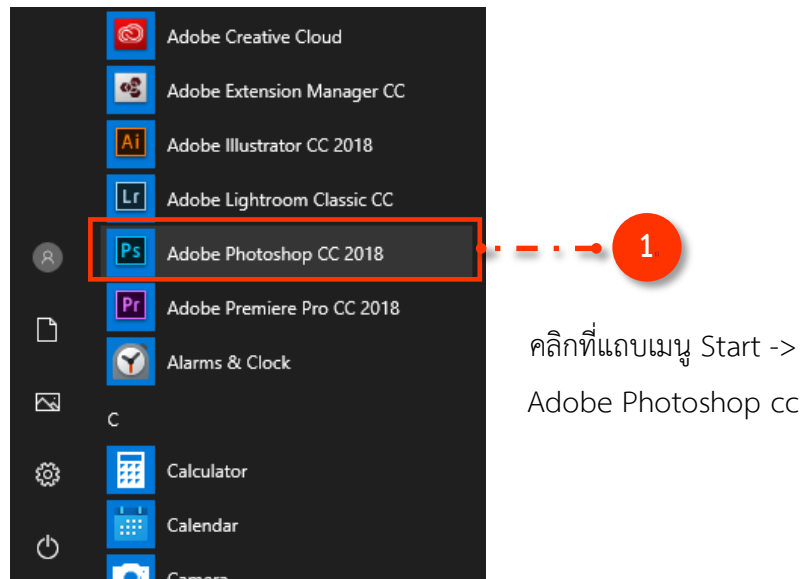 Adobe Creative Cloud
Adobe Extension Manager CC
Ai Adobe Illustrator CC 2018
Lr Adobe Lightroom Classic CC
Ps Adobe Photoshop CC 2018
1.
Pr Adobe Premiere Pro CC 2018
Alarms & Clock
คลิกที่แถบเมนู Start ->
Adobe Photoshop cc
C
Calculator
Calendar
Camera